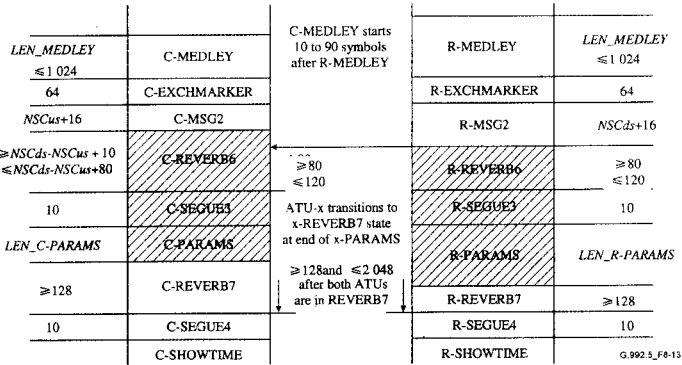 LEN_MEDLEY
≤1 024
64
NSCus+16
≥NSCds-NSCus + 10
≤NSCds-NSCus+80
10
LEN_C-PARAMS
≥128
10
C-MEDLEY
C-EXCHMARKER
C-MSG2
C-REVERB6
C-SEGUE3
C-PARAMS
C-REVERB7
C-SEGUE4
C-SHOWTIME
C-MEDLEY starts
10 to 90 symbols
after R-MEDLEY
≥80
≤120
ATU-x transitions to
x-REVERB7 state
at end of x-PARAMS
≥128and ≤2 048
after both ATUs
are in REVERB7
R-MEDLEY
R-EXCHMARKER
R-MSG2
R-REVERB6
R-SEGUE3
R-PARAMS
R-REVERB7
R-SEGUE4
R-SHOWTIME
LEN_MEDLEY
≤1 024
64
NSCds+16
≥80
≤120
10
LEN_R-PARAMS
≥128
10
G.992.5_F8-13